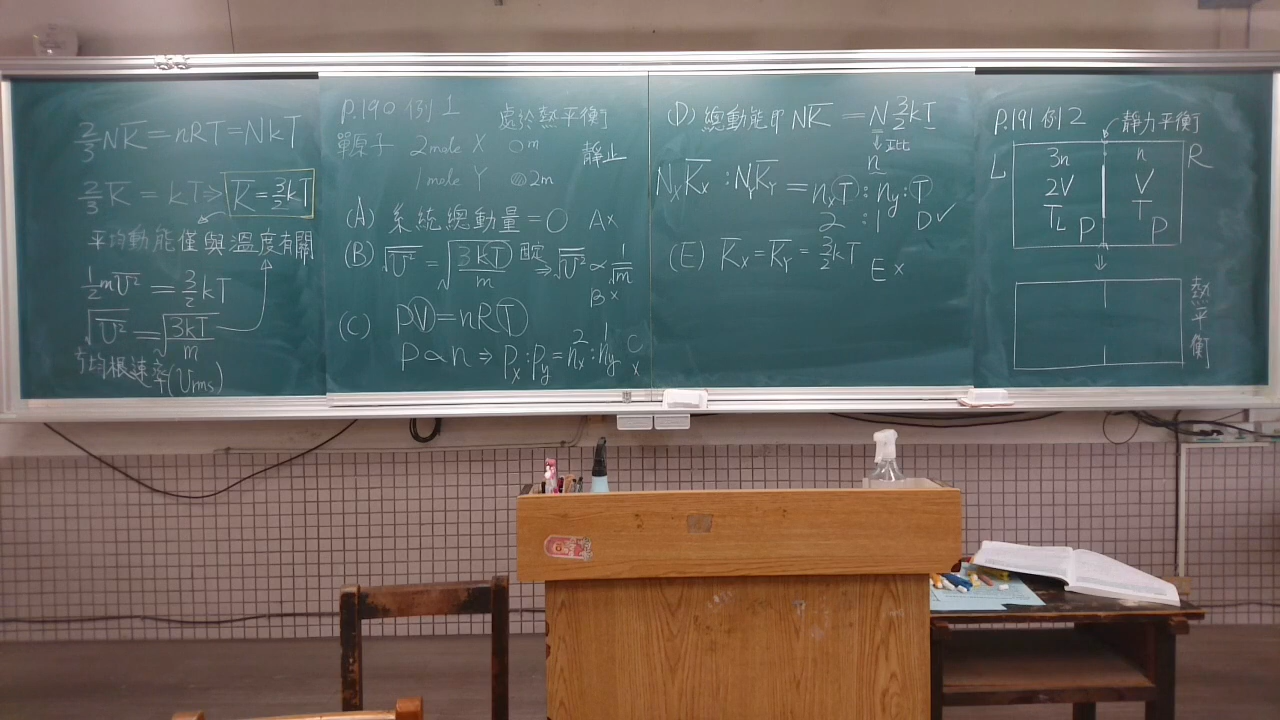 2/3 NK̅ = nRT = NkT
2/3 K̅ = kT ⇒ K̅ = 3/2 kT
平均動能僅與溫度有關
1/2 m v̅²̅ = 3/2 kT
√v̅²̅ = √(3kT/m)
方均根速率(Vrms)
P.190 例1
處於熱平衡
單原子 2mole X ○m
靜止
1mole Y 2m
(A) 系統總動量=0 A×
(B) √v̅²̅ = √(3kT/m) ⇒ √v̅²̅ ∝ 1/√m
B×
(C) PV=nRT
P∝n ⇒ Px:Py = nx:ny
2 1
C×
(D) 總動能即 NK̅ = N 3/2 kT
↓正比
n
NxK̅x : NyK̅Y = nxT : nyT
2 : 1 D✓
(E) K̅x = K̅Y = 3/2 kT E×
P.191 例2
靜力平衡
L 3n n R
2V V
TL T
P P
⇓
熱平衡